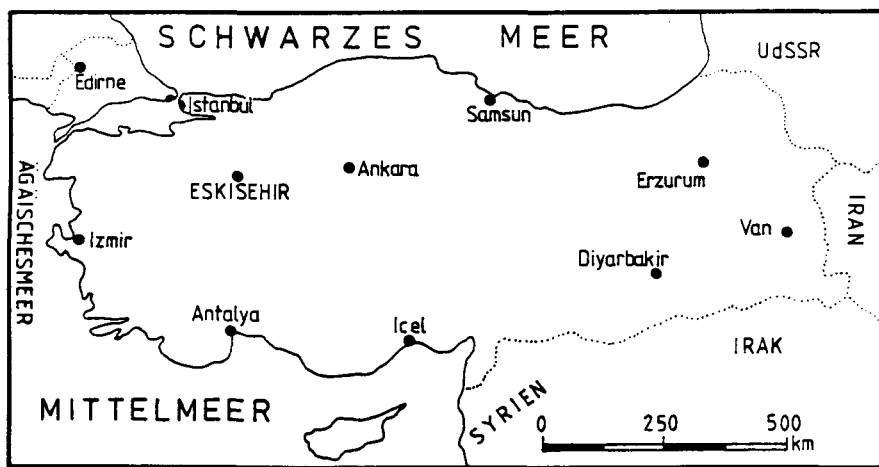 SCHWARZES MEER
UdSSR
Edirne
Istanbul
Samsun
Ankara
ESKISEHIR
Erzurum
ÄGÄISCHESMEER
IRAN
Izmir
Van
Diyarbakir
Antalya
Icel
IRAK
MITTELMEER
SYRIEN
0 250 500
km